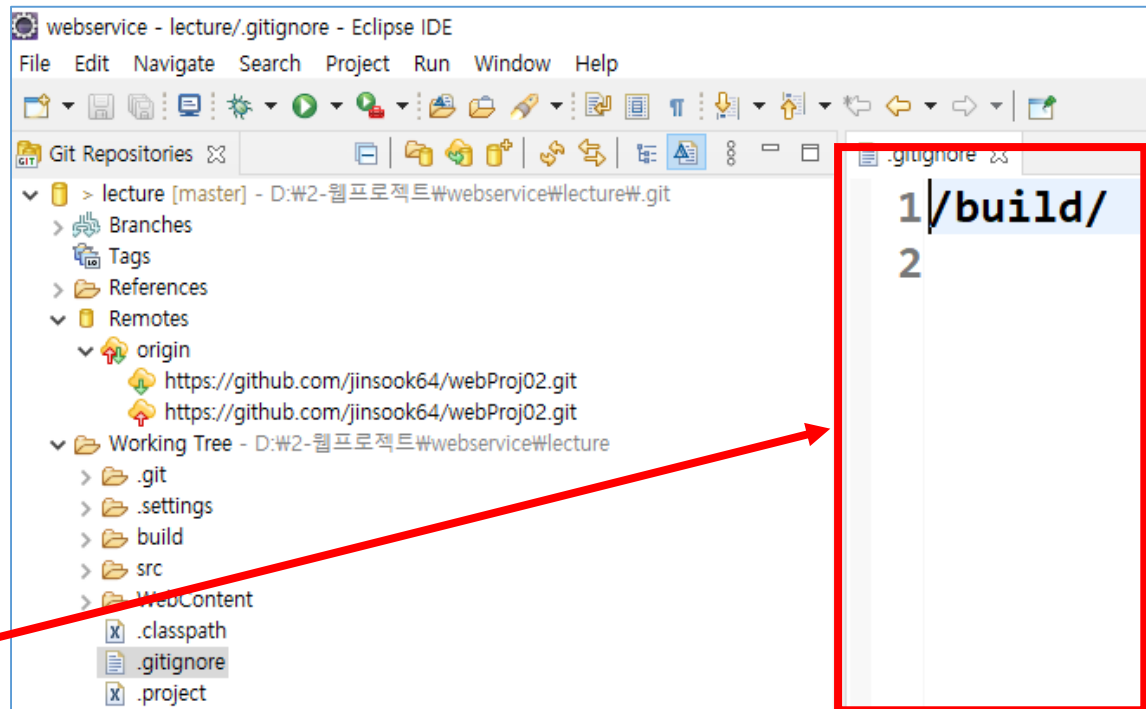 webservice - lecture/.gitignore - Eclipse IDE
File Edit Navigate Search Project Run Window Help
GIT Git Repositories
> lecture [master] - D:₩2-웹프로젝트₩webservice₩lecture₩.git
Branches
Tags
References
Remotes
origin
https://github.com/jinsook64/webProj02.git
https://github.com/jinsook64/webProj02.git
Working Tree - D:₩2-웹프로젝트₩webservice₩lecture
.git
.settings
build
src
WebContent
.classpath
.gitignore
.project
.gitignore
1 /build/
2